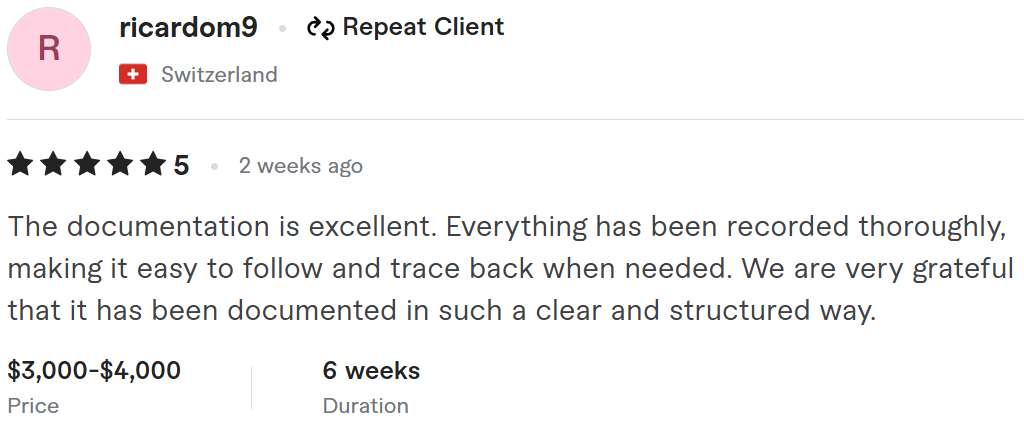 R
ricardom9 • Repeat Client
Switzerland
5 • 2 weeks ago
The documentation is excellent. Everything has been recorded thoroughly,
making it easy to follow and trace back when needed. We are very grateful
that it has been documented in such a clear and structured way.
$3,000-$4,000
Price
6 weeks
Duration